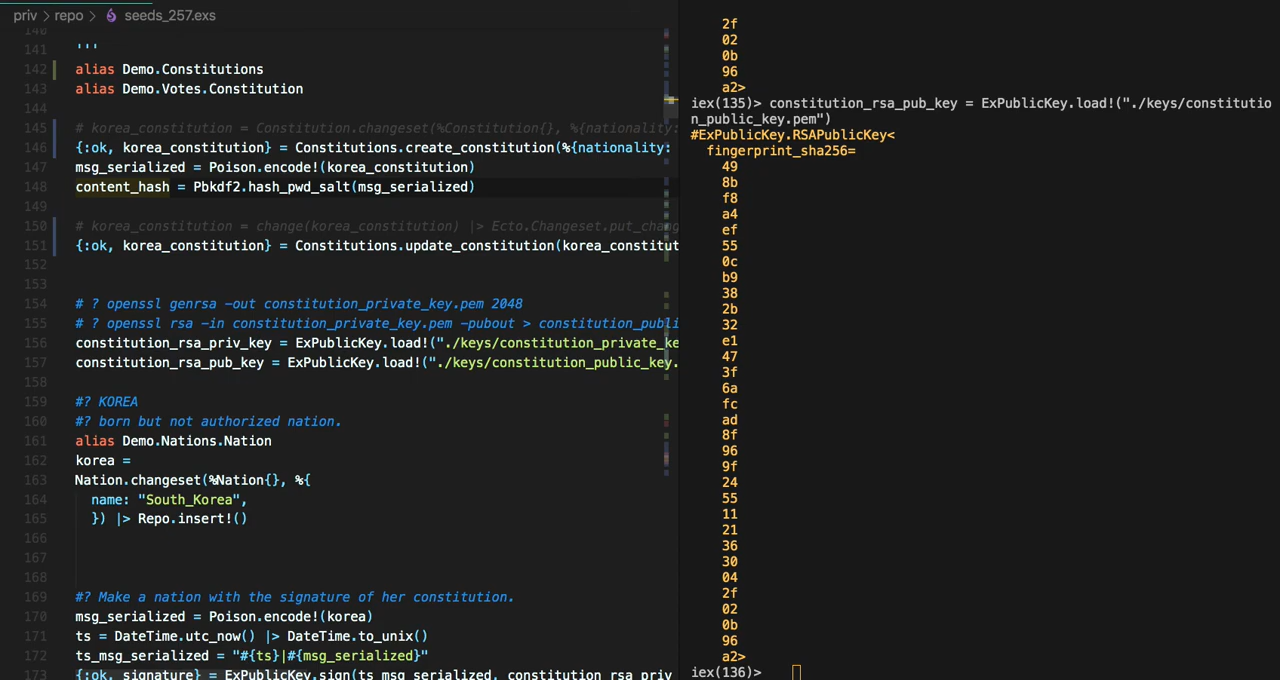 priv > repo > seeds_257.exs
140
141 '''
142 alias Demo.Constitutions
143 alias Demo.Votes.Constitution
144
145 # korea_constitution = Constitution.changeset(%Constitution{}, %{nationality:
146 {:ok, korea_constitution} = Constitutions.create_constitution(%{nationality:
147 msg_serialized = Poison.encode!(korea_constitution)
148 content_hash = Pbkdf2.hash_pwd_salt(msg_serialized)
149
150 # korea_constitution = change(korea_constitution) |> Ecto.Changeset.put_chang
151 {:ok, korea_constitution} = Constitutions.update_constitution(korea_constitut
152
153
154 # ? openssl genrsa -out constitution_private_key.pem 2048
155 # ? openssl rsa -in constitution_private_key.pem -pubout > constitution_publi
156 constitution_rsa_priv_key = ExPublicKey.load!("./keys/constitution_private_ke
157 constitution_rsa_pub_key = ExPublicKey.load!("./keys/constitution_public_key.
158
159 #? KOREA
160 #? born but not authorized nation.
161 alias Demo.Nations.Nation
162 korea =
163 Nation.changeset(%Nation{}, %{
164 name: "South_Korea",
165 }) |> Repo.insert!()
166
167
168
169 #? Make a nation with the signature of her constitution.
170 msg_serialized = Poison.encode!(korea)
171 ts = DateTime.utc_now() |> DateTime.to_unix()
172 ts_msg_serialized = "#{ts}|#{msg_serialized}"
173 {:ok, signature} = ExPublicKey.sign(ts_msg_serialized, constitution_rsa_priv
2f
02
0b
96
a2>
iex(135)> constitution_rsa_pub_key = ExPublicKey.load!("./keys/constitutio
n_public_key.pem")
#ExPublicKey.RSAPublicKey<
fingerprint_sha256=
49
8b
f8
a4
ef
55
0c
b9
38
2b
32
e1
47
3f
6a
fc
ad
8f
96
9f
24
55
11
21
36
30
04
2f
02
0b
96
a2>
iex(136)>